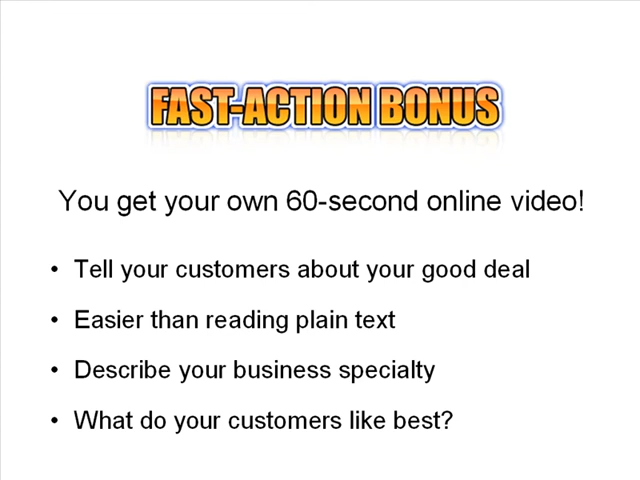 FAST-ACTION BONUS
You get your own 60-second online video!
• Tell your customers about your good deal
• Easier than reading plain text
• Describe your business specialty
• What do your customers like best?